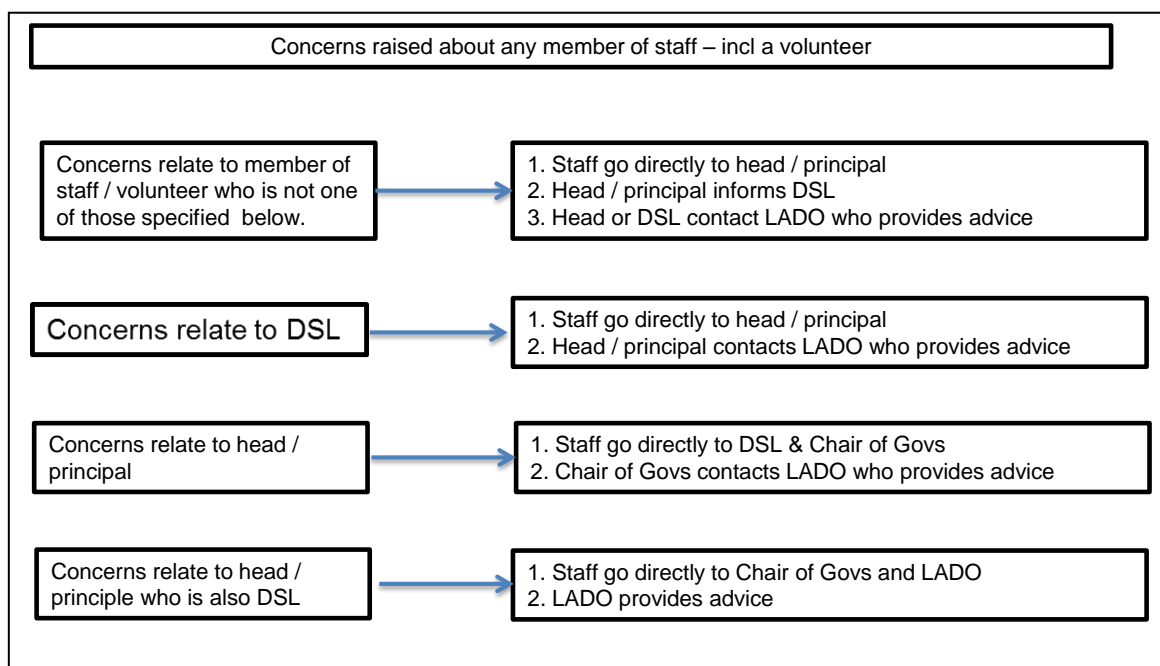 Concerns raised about any member of staff – incl a volunteer
Concerns relate to member of
staff / volunteer who is not one
of those specified below.
1. Staff go directly to head / principal
2. Head / principal informs DSL
3. Head or DSL contact LADO who provides advice
Concerns relate to DSL
1. Staff go directly to head / principal
2. Head / principal contacts LADO who provides advice
Concerns relate to head /
principal
1. Staff go directly to DSL & Chair of Govs
2. Chair of Govs contacts LADO who provides advice
Concerns relate to head /
principle who is also DSL
1. Staff go directly to Chair of Govs and LADO
2. LADO provides advice